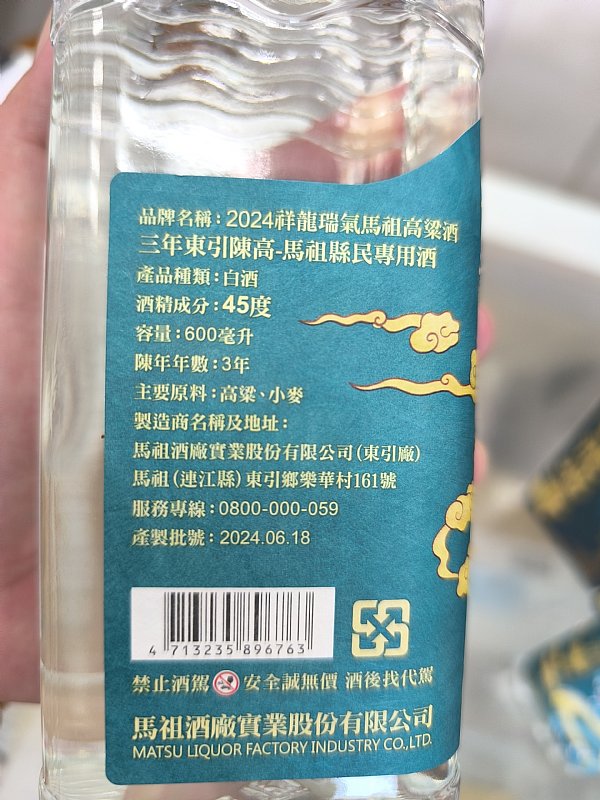 品牌名稱：2024祥龍瑞氣馬祖高粱酒
三年東引陳高-馬祖縣民專用酒
產品種類：白酒
酒精成分：45度
容量：600毫升
陳年年數：3年
主要原料：高粱、小麥
製造商名稱及地址：
馬祖酒廠實業股份有限公司(東引廠)
馬祖(連江縣)東引鄉樂華村161號
服務專線：0800-000-059
產製批號：2024.06.18
4 713235 896763
禁止酒駕 安全誠無價 酒後找代駕
馬祖酒廠實業股份有限公司
MATSU LIQUOR FACTORY INDUSTRY CO.,LTD.